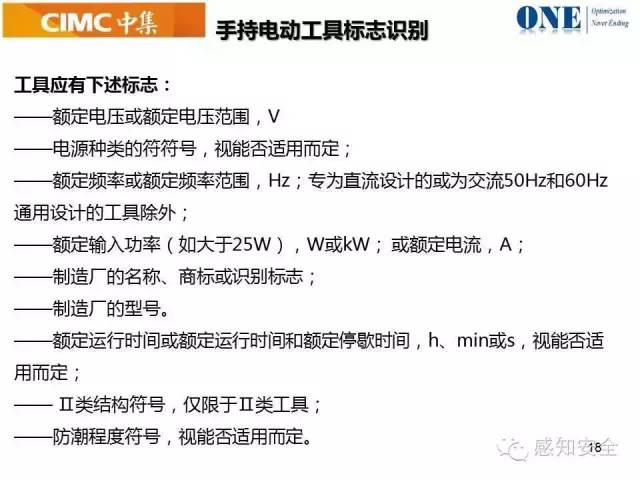 CIMC中集
手持电动工具标志识别
ONE
Optimization
Never Ending
工具应有下述标志：
——额定电压或额定电压范围，V
——电源种类的符符号，视能否适用而定；
——额定频率或额定频率范围，Hz；专为直流设计的或为交流50Hz和60Hz
通用设计的工具除外；
——额定输入功率（如大于25W），W或kW； 或额定电流，A；
——制造厂的名称、商标或识别标志；
——制造厂的型号。
——额定运行时间或额定运行时间和额定停歇时间，h、min或s，视能否适
用而定；
—— Ⅱ类结构符号，仅限于Ⅱ类工具；
——防潮程度符号，视能否适用而定。
18
感知安全